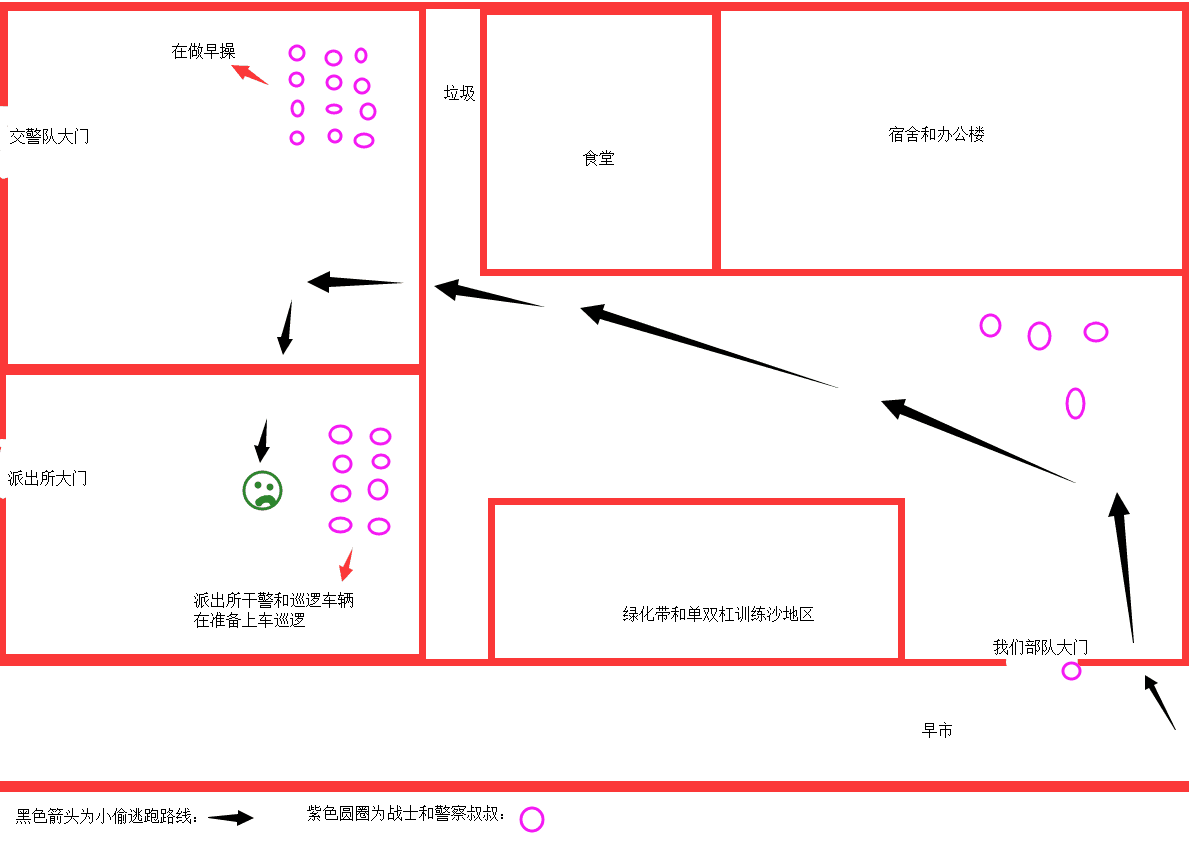 在做早操
垃圾
交警队大门
食堂
宿舍和办公楼
派出所大门
派出所干警和巡逻车辆
在准备上车巡逻
绿化带和单双杠训练沙地区
我们部队大门
早市
黑色箭头为小偷逃跑路线：
紫色圆圈为战士和警察叔叔：